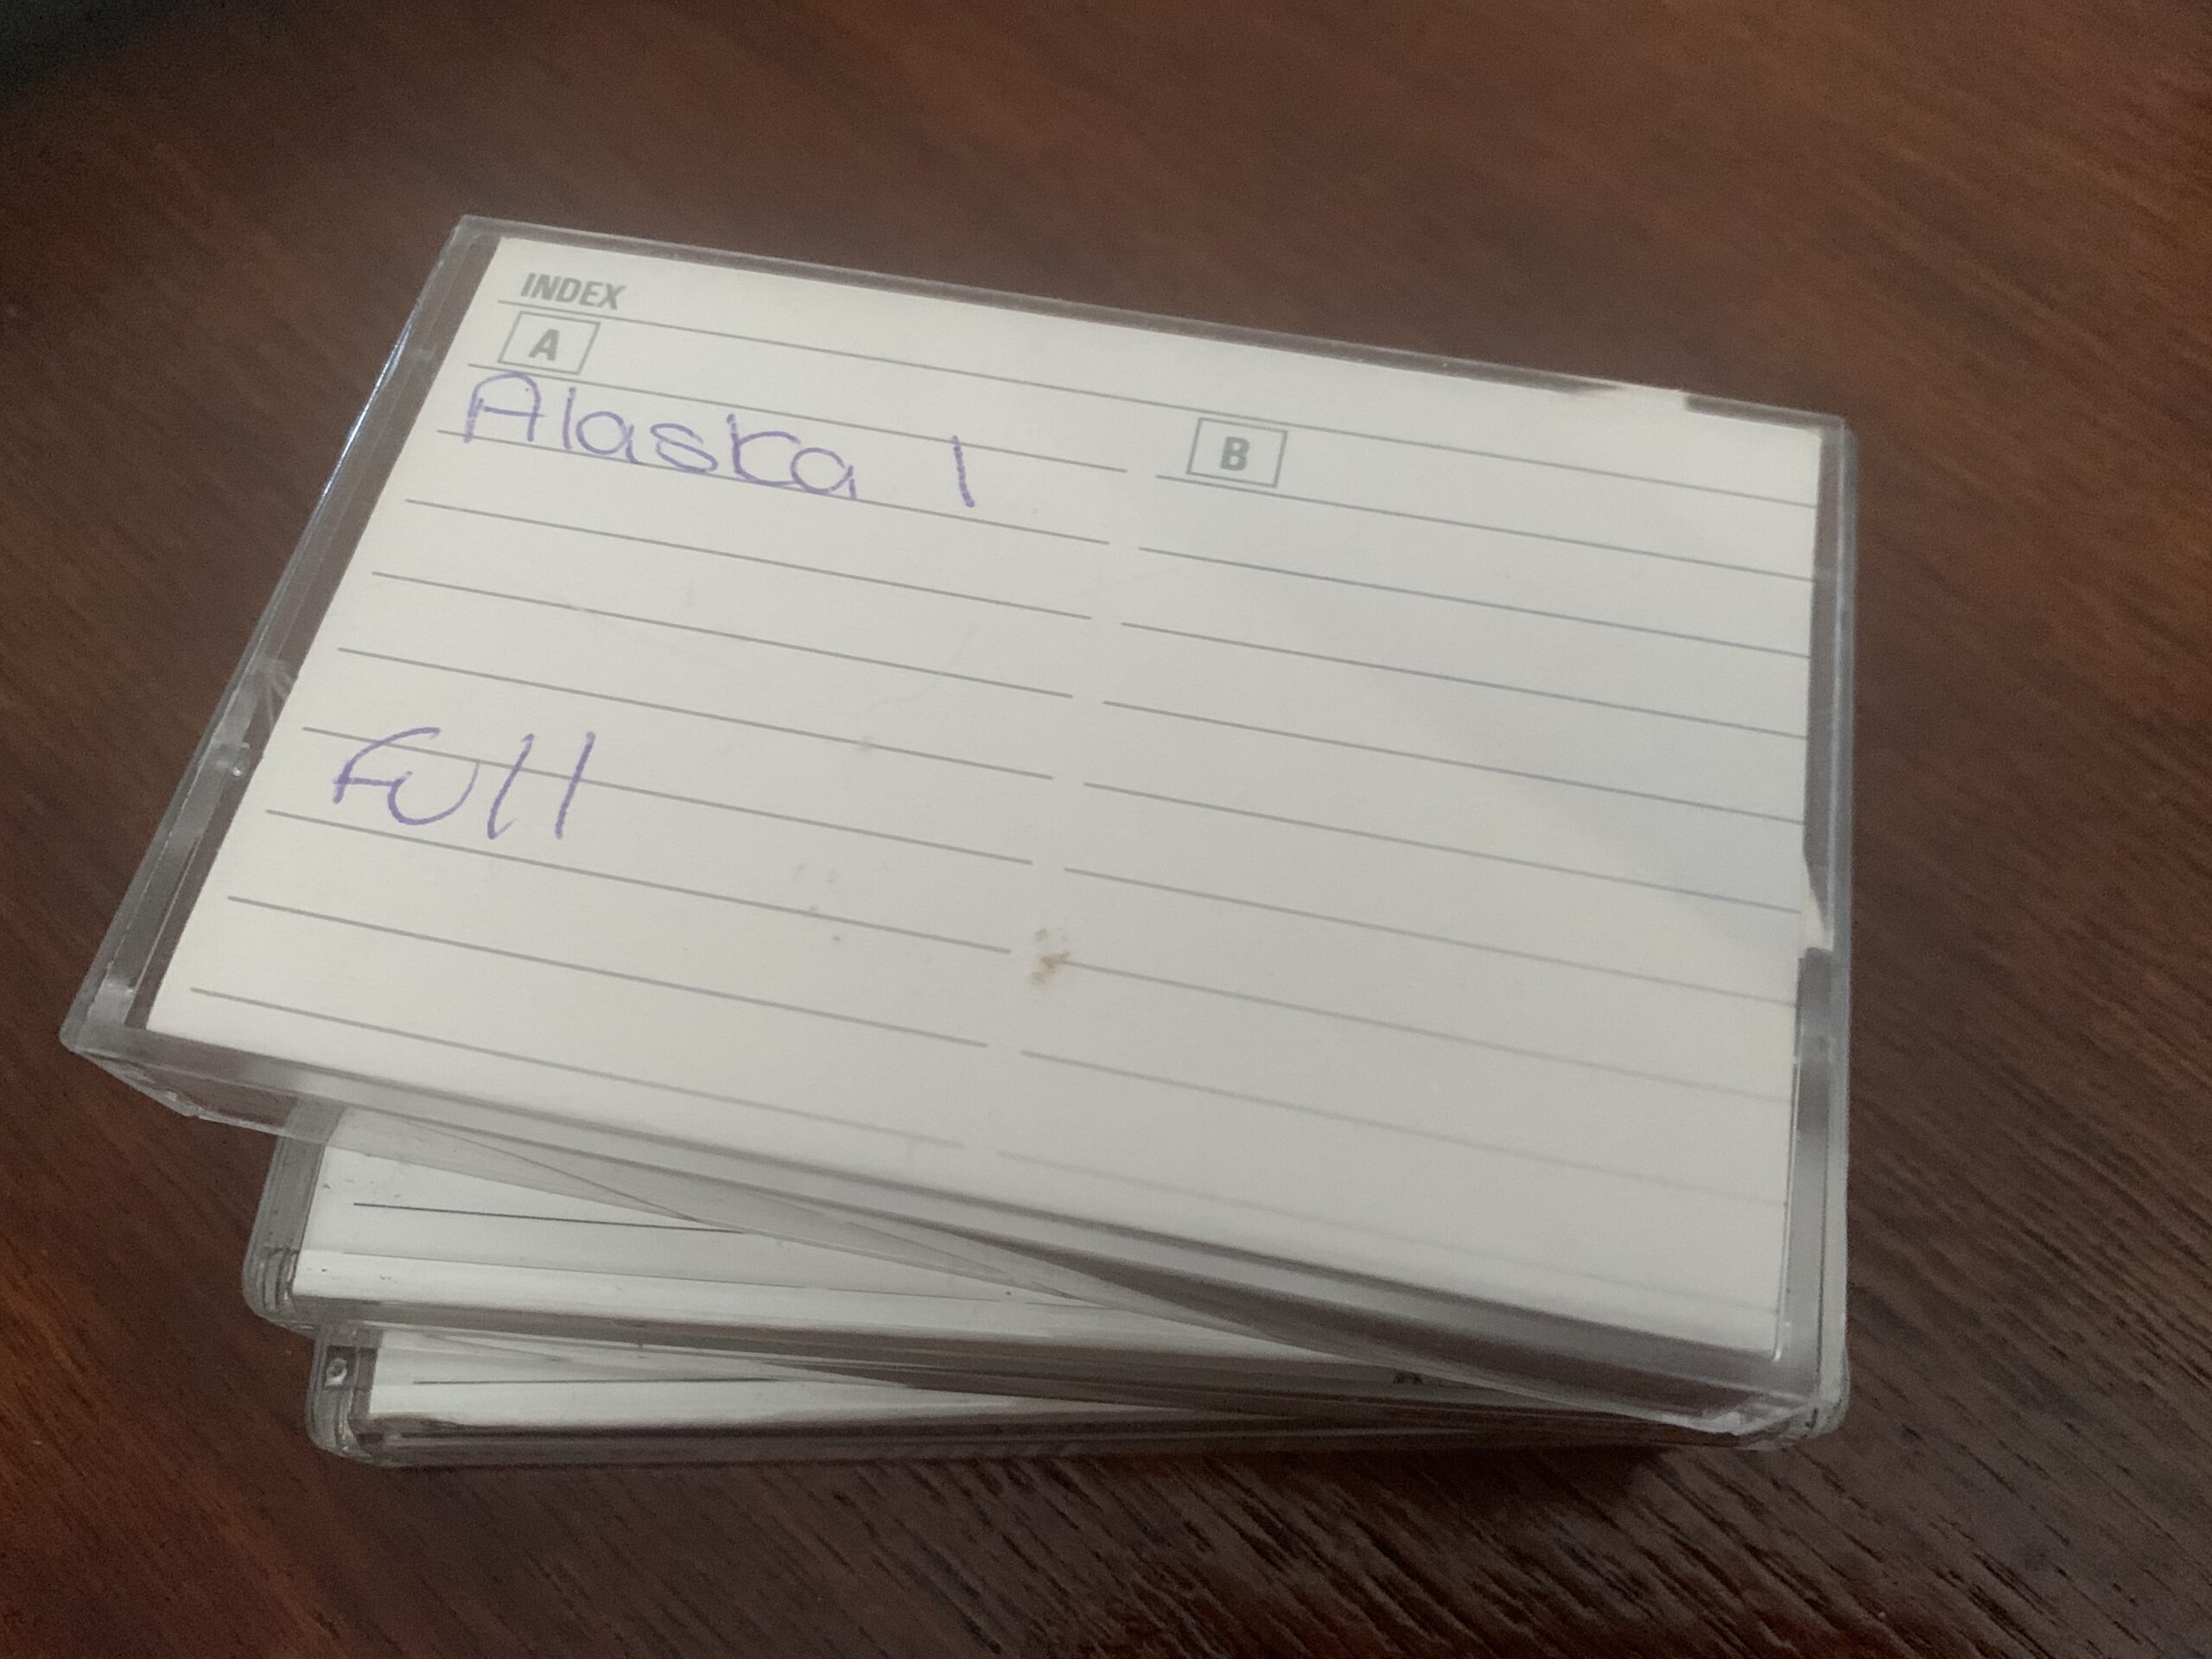 INDEX
A
B
Alaska 1
Full